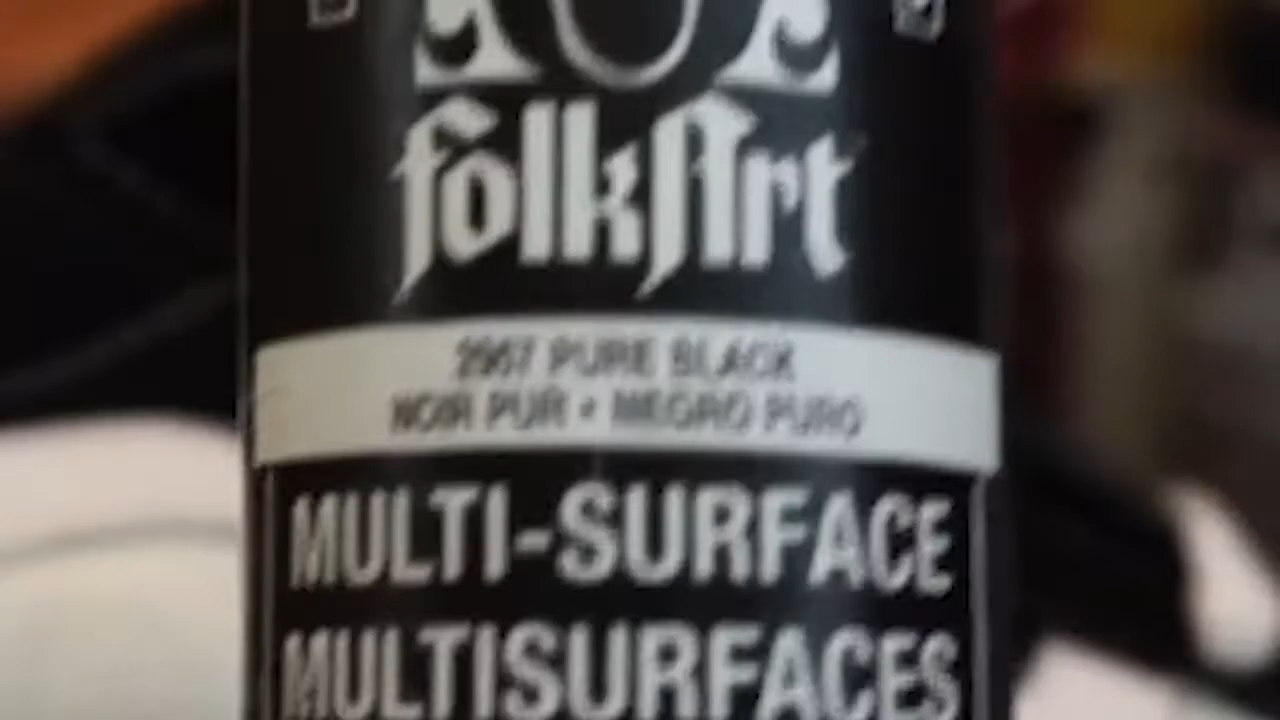 folkArt
2967 PURE BLACK
NOIR PUR • NEGRO PURO
MULTI-SURFACE
MULTISURFACES